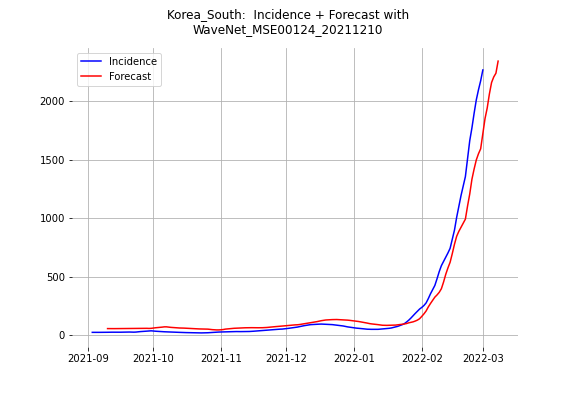 Korea_South:  Incidence + Forecast with
WaveNet_MSE00124_20211210
Incidence
Forecast
2000
1500
1000
500
0
2021-09 2021-10 2021-11 2021-12 2022-01 2022-02 2022-03